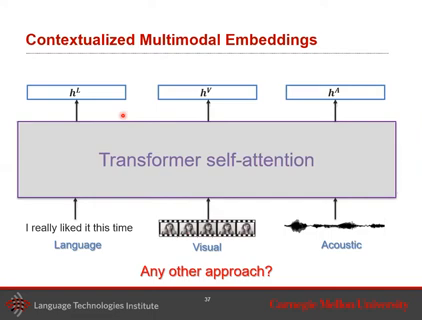 Contextualized Multimodal Embeddings
h^L h^V h^A
Transformer self-attention
I really liked it this time
Language Visual Acoustic
Any other approach?
37
Language Technologies Institute
Carnegie Mellon University